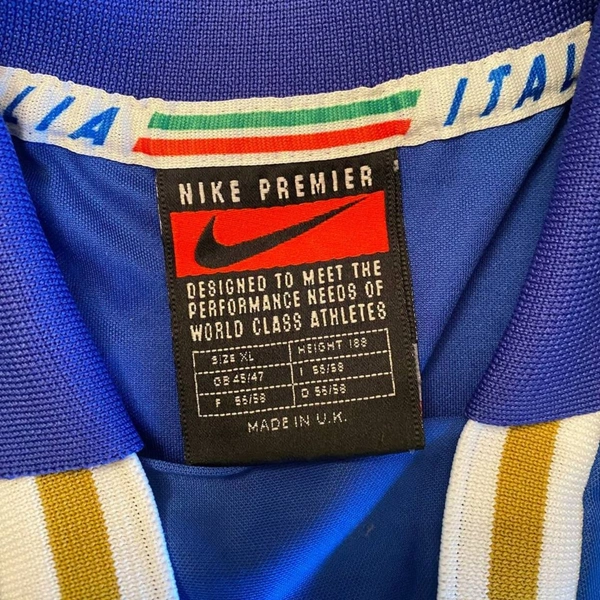 LIA ITAL
NIKE PREMIER
DESIGNED TO MEET THE
PERFORMANCE NEEDS OF
WORLD CLASS ATHLETES
SIZE XL HEIGHT 188
GB 45/47 I 56/58
F 56/58 D 56/58
MADE IN U.K.